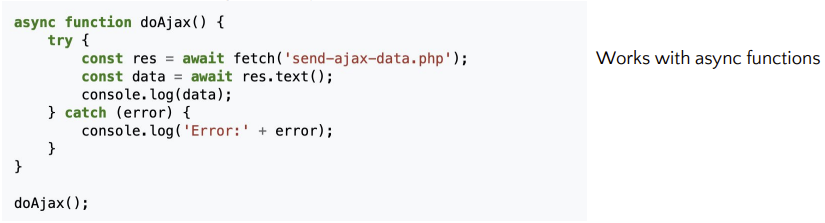 async function doAjax() {
    try {
        const res = await fetch('send-ajax-data.php');
        const data = await res.text();
        console.log(data);
    } catch (error) {
        console.log('Error:' + error);
    }
}

doAjax();
Works with async functions